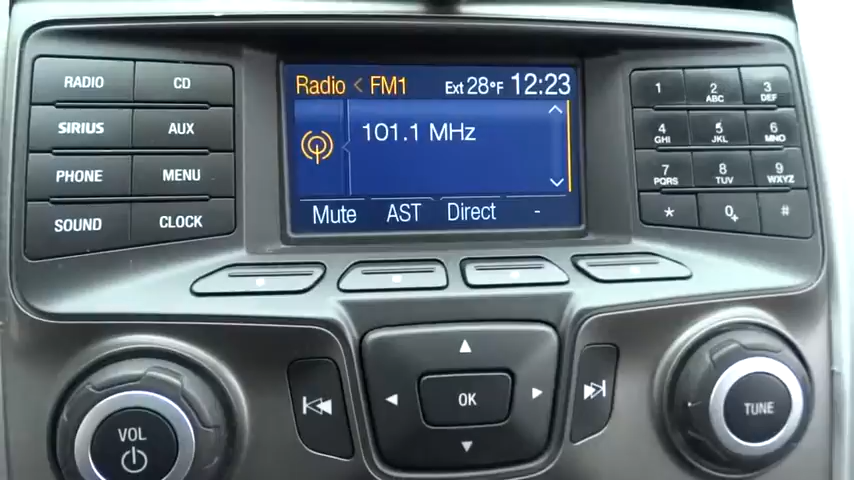 RADIO CD
SIRIUS AUX
PHONE MENU
SOUND CLOCK
Radio < FM1 Ext 28°F 12:23
101.1 MHz
Mute AST Direct -
1 2 ABC 3 DEF
4 GHI 5 JKL 6 MNO
7 PQRS 8 TUV 9 WXYZ
* 0+ #
OK
VOL
TUNE